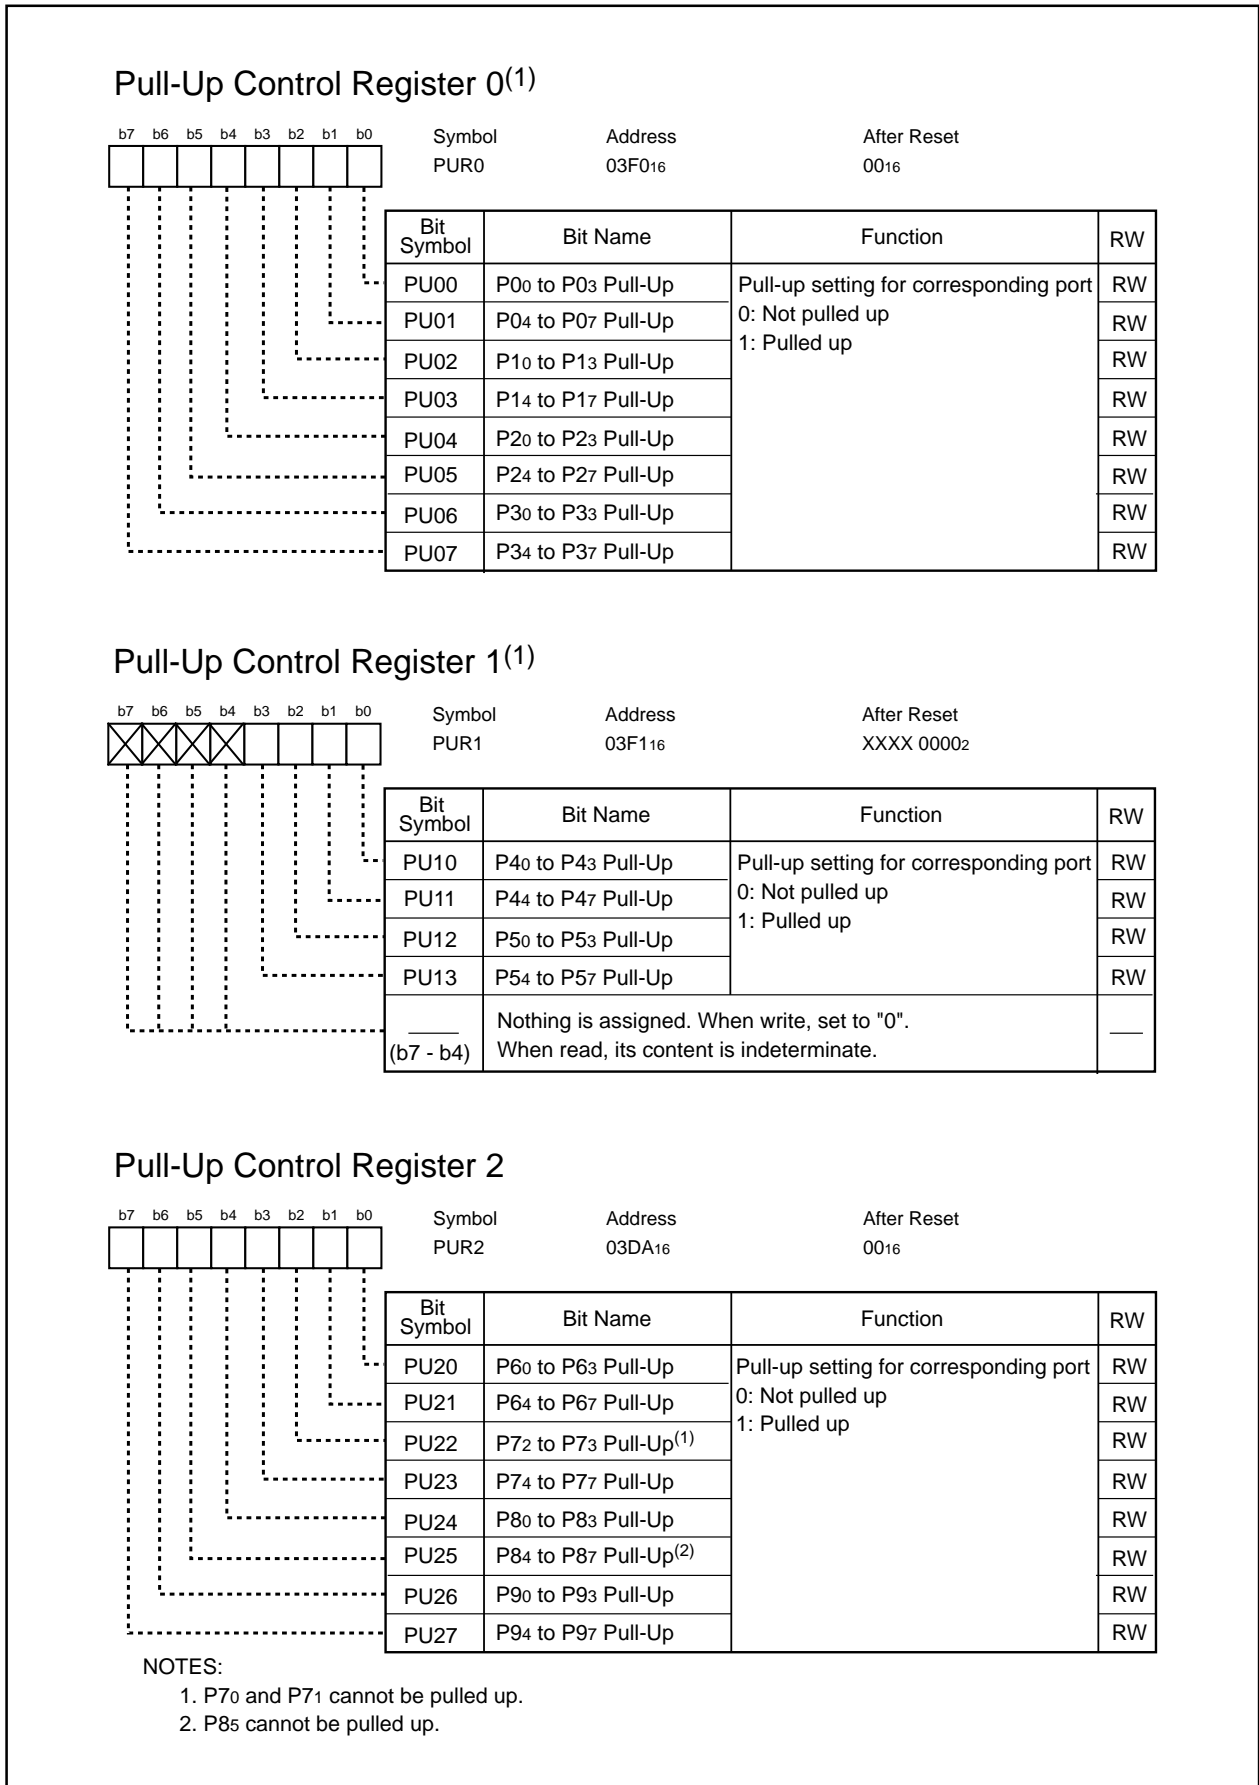 Pull-Up Control Register 0(1)
b7 b6 b5 b4 b3 b2 b1 b0
Symbol Address After Reset
PUR0 03F016 0016
Bit Symbol Bit Name Function RW
PU00 P00 to P03 Pull-Up Pull-up setting for corresponding port RW
0: Not pulled up
PU01 P04 to P07 Pull-Up RW
1: Pulled up
PU02 P10 to P13 Pull-Up RW
PU03 P14 to P17 Pull-Up RW
PU04 P20 to P23 Pull-Up RW
PU05 P24 to P27 Pull-Up RW
PU06 P30 to P33 Pull-Up RW
PU07 P34 to P37 Pull-Up RW
Pull-Up Control Register 1(1)
b7 b6 b5 b4 b3 b2 b1 b0
Symbol Address After Reset
PUR1 03F116 XXXX 00002
Bit Symbol Bit Name Function RW
PU10 P40 to P43 Pull-Up Pull-up setting for corresponding port RW
0: Not pulled up
PU11 P44 to P47 Pull-Up RW
1: Pulled up
PU12 P50 to P53 Pull-Up RW
PU13 P54 to P57 Pull-Up RW
Nothing is assigned. When write, set to "0".
(b7 - b4) When read, its content is indeterminate.
Pull-Up Control Register 2
b7 b6 b5 b4 b3 b2 b1 b0
Symbol Address After Reset
PUR2 03DA16 0016
Bit Symbol Bit Name Function RW
PU20 P60 to P63 Pull-Up Pull-up setting for corresponding port RW
0: Not pulled up
PU21 P64 to P67 Pull-Up RW
1: Pulled up
PU22 P72 to P73 Pull-Up(1) RW
PU23 P74 to P77 Pull-Up RW
PU24 P80 to P83 Pull-Up RW
PU25 P84 to P87 Pull-Up(2) RW
PU26 P90 to P93 Pull-Up RW
PU27 P94 to P97 Pull-Up RW
NOTES:
1. P70 and P71 cannot be pulled up.
2. P85 cannot be pulled up.